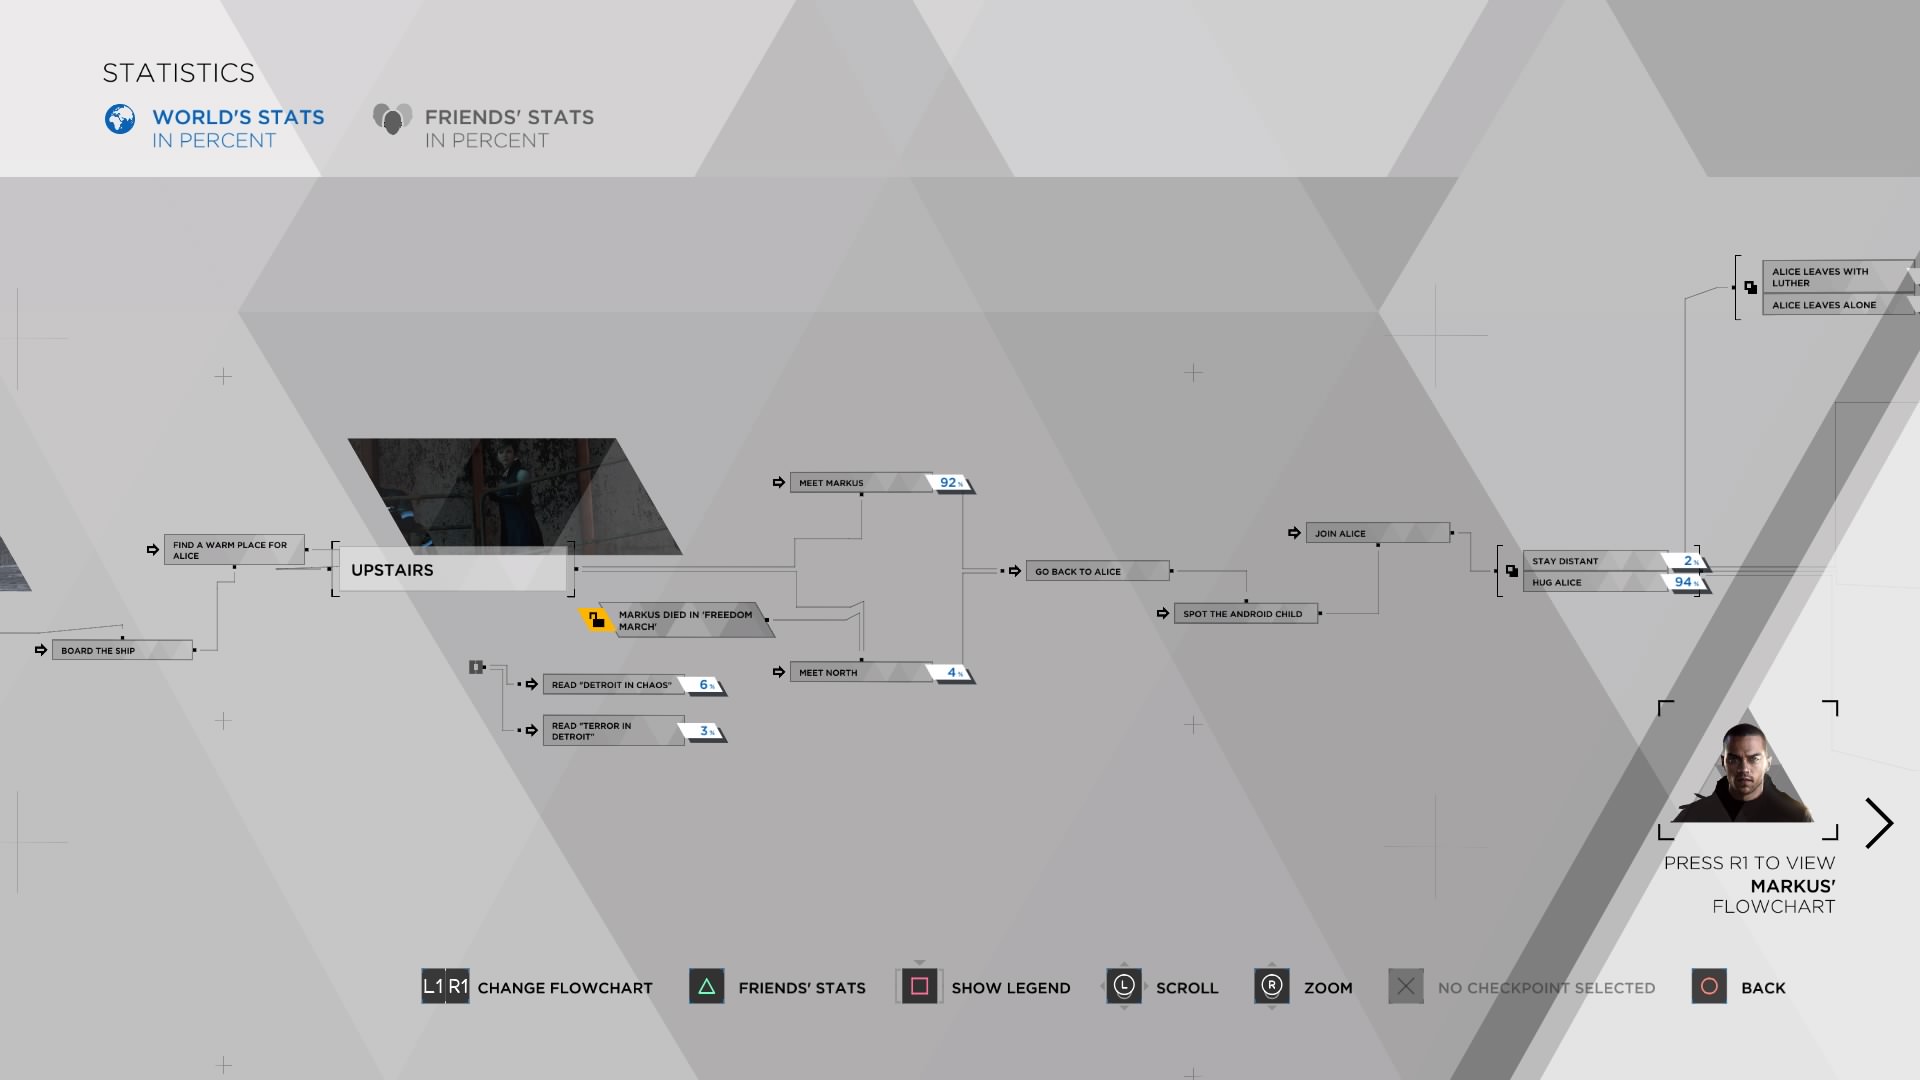 STATISTICS
WORLD'S STATS
IN PERCENT
FRIENDS' STATS
IN PERCENT
ALICE LEAVES WITH
LUTHER
ALICE LEAVES ALONE
MEET MARKUS
92%
JOIN ALICE
FIND A WARM PLACE FOR
ALICE
UPSTAIRS
GO BACK TO ALICE
STAY DISTANT
2%
HUG ALICE
94%
MARKUS DIED IN 'FREEDOM
MARCH'
SPOT THE ANDROID CHILD
BOARD THE SHIP
MEET NORTH
4%
READ "DETROIT IN CHAOS"
6%
READ "TERROR IN
DETROIT"
3%
PRESS R1 TO VIEW
MARKUS'
FLOWCHART
L1 R1 CHANGE FLOWCHART
FRIENDS' STATS
SHOW LEGEND
L SCROLL
R ZOOM
NO CHECKPOINT SELECTED
BACK